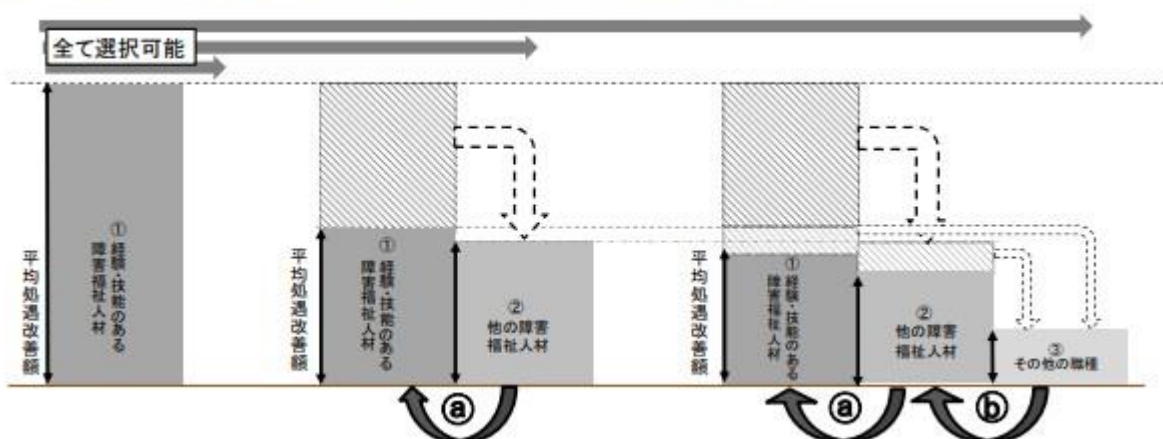 全て選択可能
平均処遇改善額
①
経験・技能のある
障害福祉人材
平均処遇改善額
①
経験・技能のある
障害福祉人材
②
他の障害
福祉人材
ⓐ
平均処遇改善額
①
経験・技能のある
障害福祉人材
②
他の障害
福祉人材
③
その他の職種
ⓐ
ⓑ